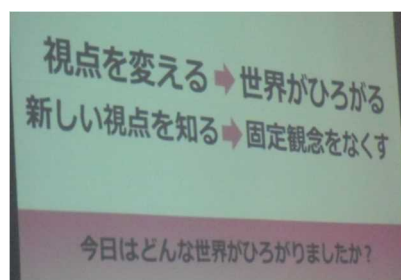 視点を変える➡世界がひろがる
新しい視点を知る➡固定観念をなくす
今日はどんな世界がひろがりましたか？